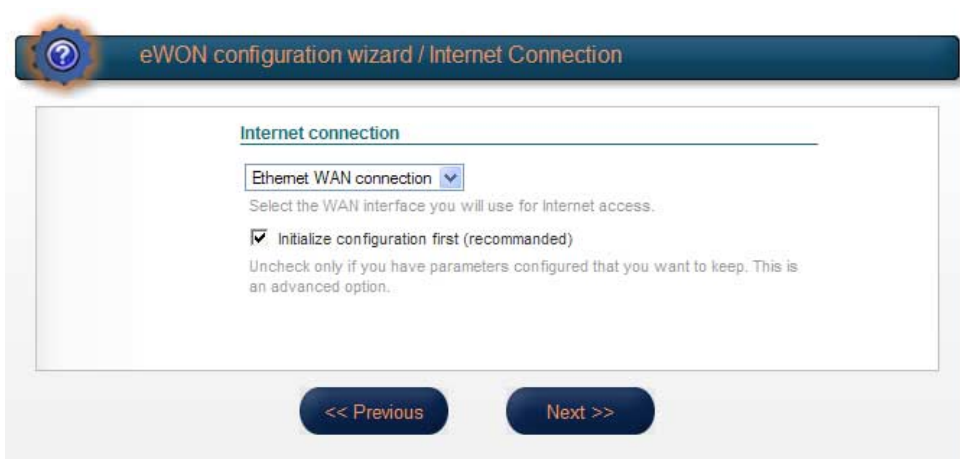 eWON configuration wizard / Internet Connection
Internet connection
Ethernet WAN connection
Select the WAN interface you will use for Internet access.
Initialize configuration first (recommanded)
Uncheck only if you have parameters configured that you want to keep. This is
an advanced option.
<< Previous
Next >>